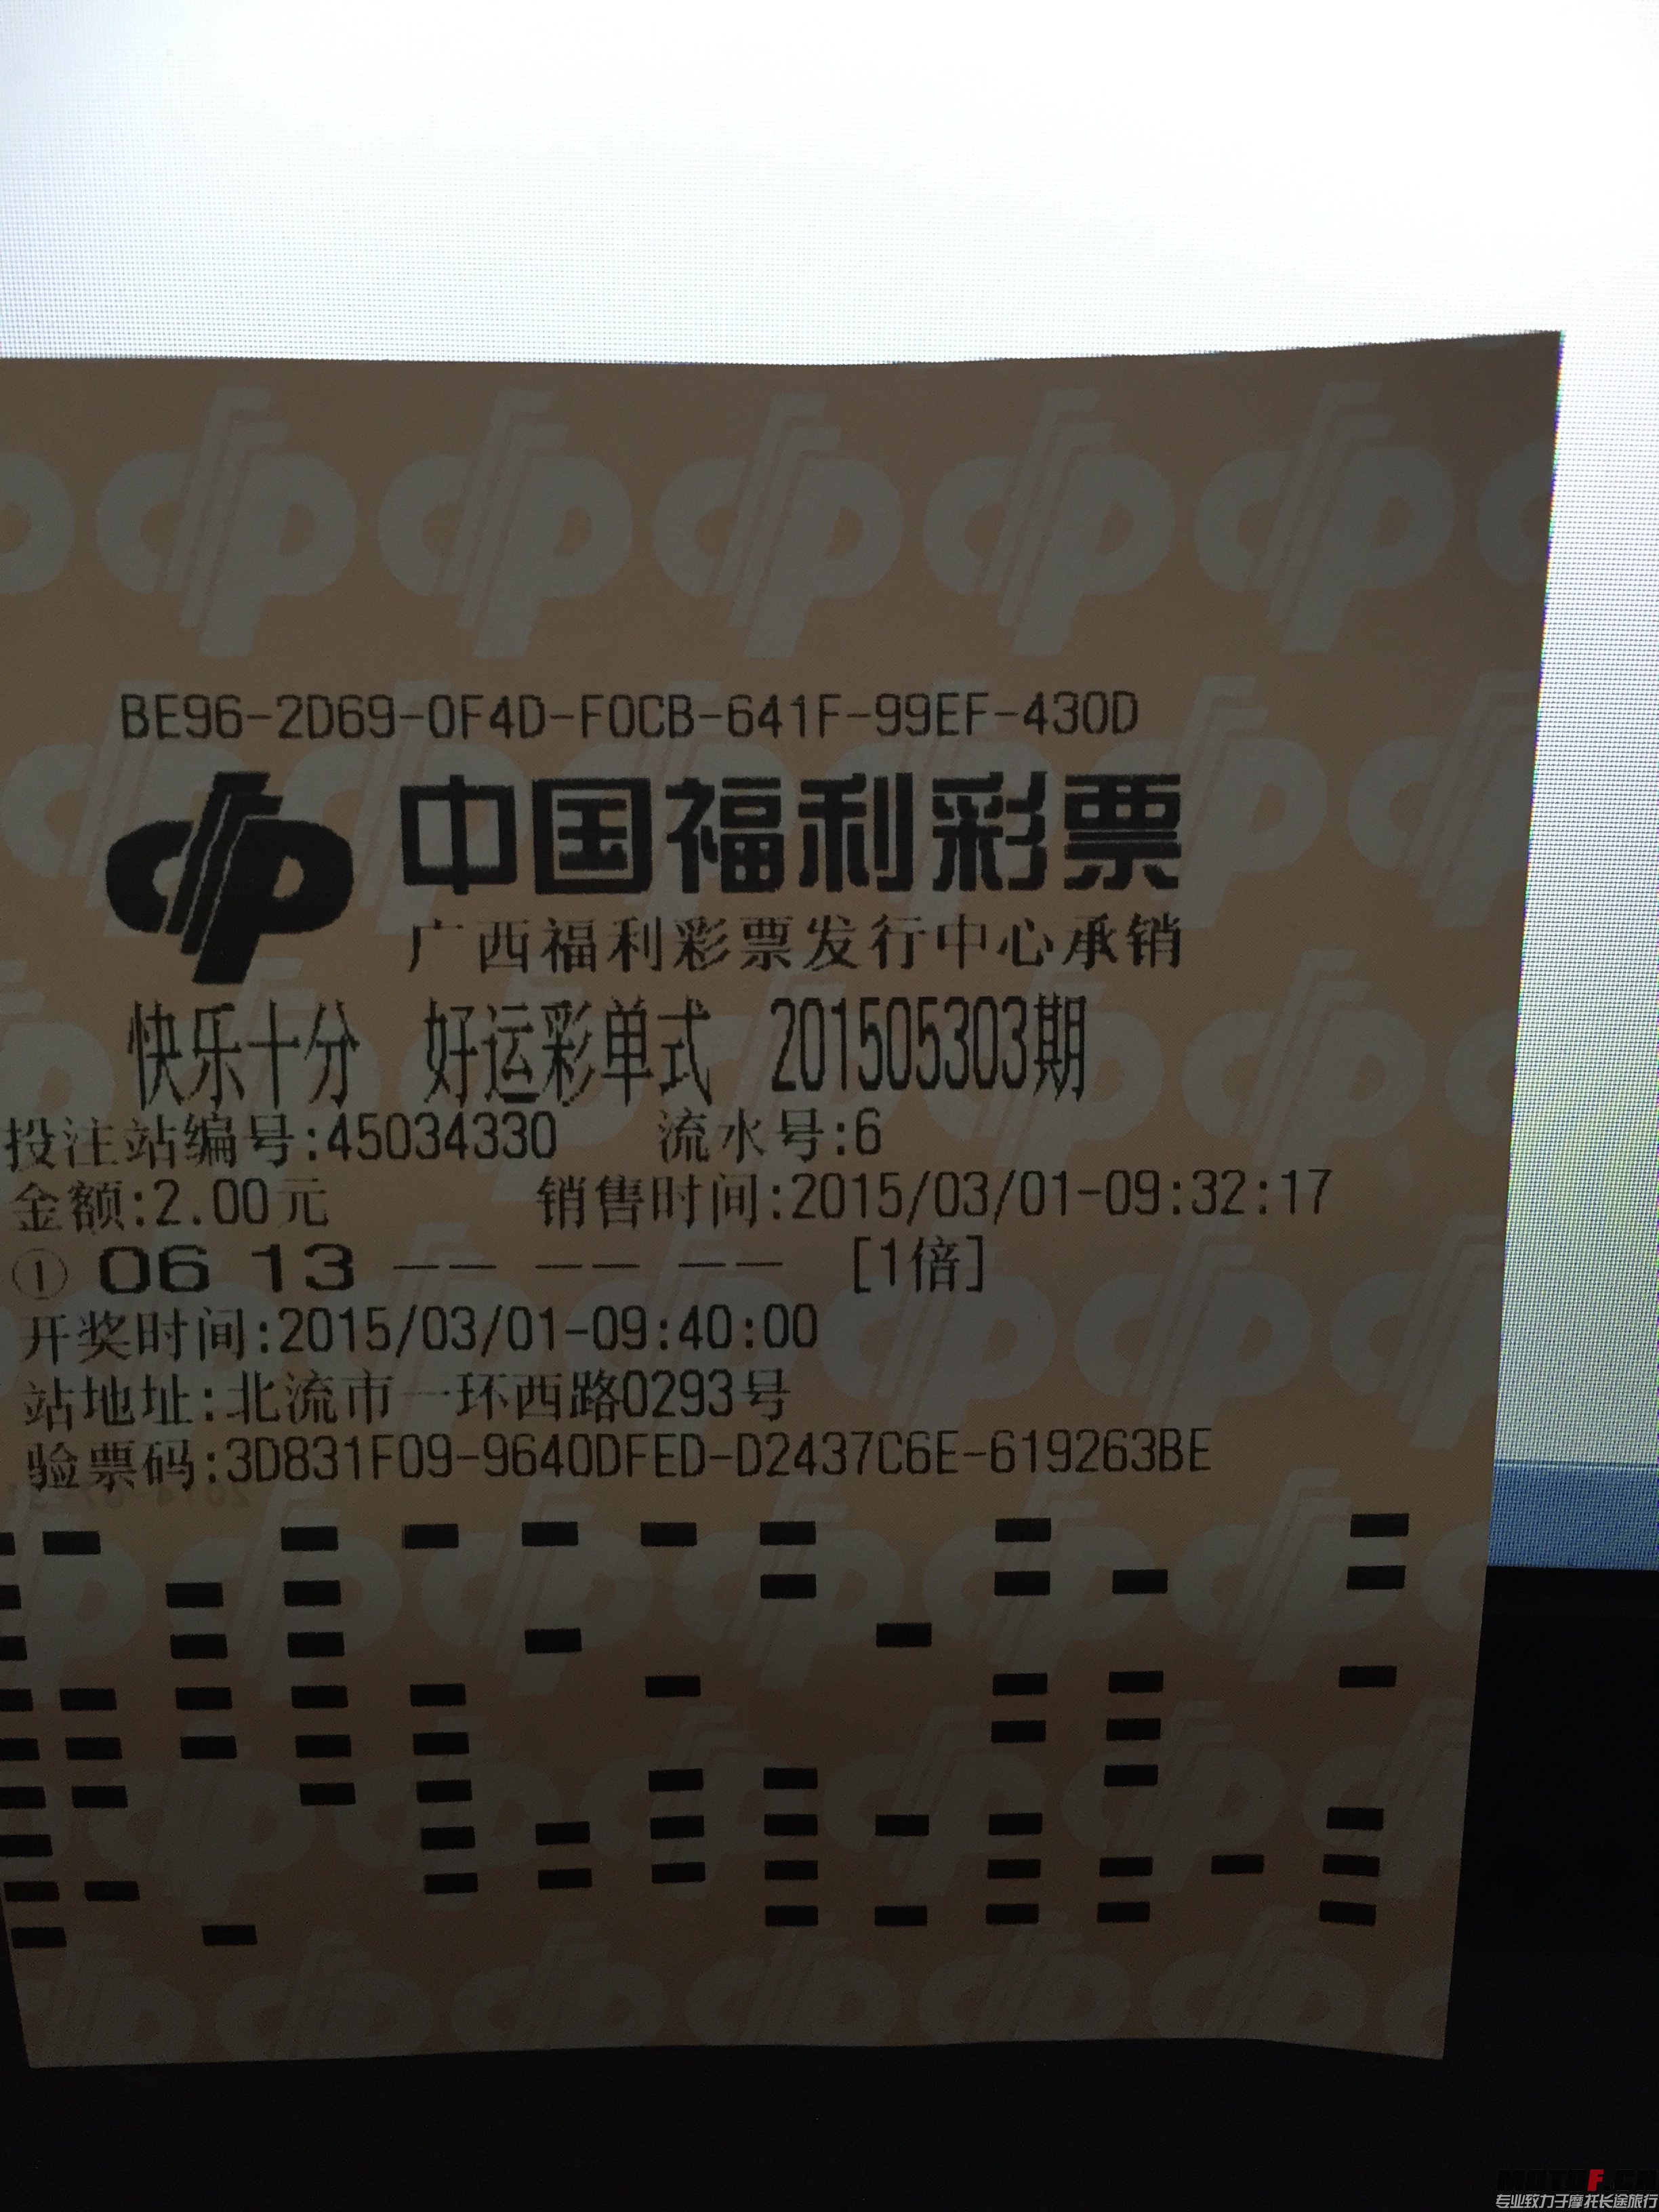 BE96-2D69-0F4D-F0CB-641F-99EF-430D
中国福利彩票
广西福利彩票发行中心承销
快乐十分 好运彩单式 201505303期
投注站编号:45034330 流水号:6
金额:2.00元 销售时间:2015/03/01-09:32:17
① 06 13 -- -- -- [1倍]
开奖时间:2015/03/01-09:40:00
站地址:北流市一环西路0293号
验票码:3D831F09-9640DFED-D2437C6E-619263BE
MOTOF.CN
专业致力于摩托长途旅行